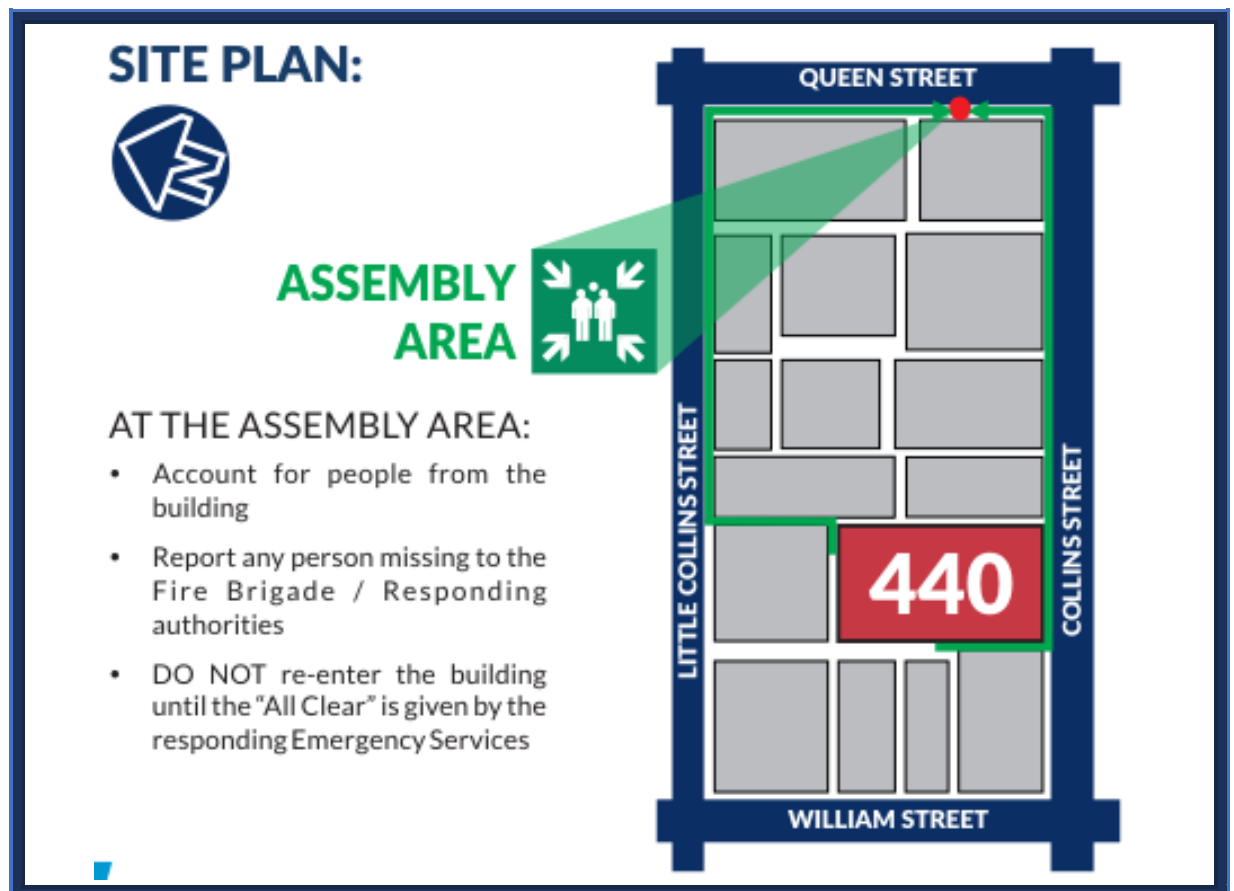 SITE PLAN:
N
QUEEN STREET
ASSEMBLY
AREA
AT THE ASSEMBLY AREA:
• Account for people from the
building
• Report any person missing to the
Fire Brigade / Responding
authorities
• DO NOT re-enter the building
until the “All Clear” is given by the
responding Emergency Services
LITTLE COLLINS STREET
440
COLLINS STREET
WILLIAM STREET